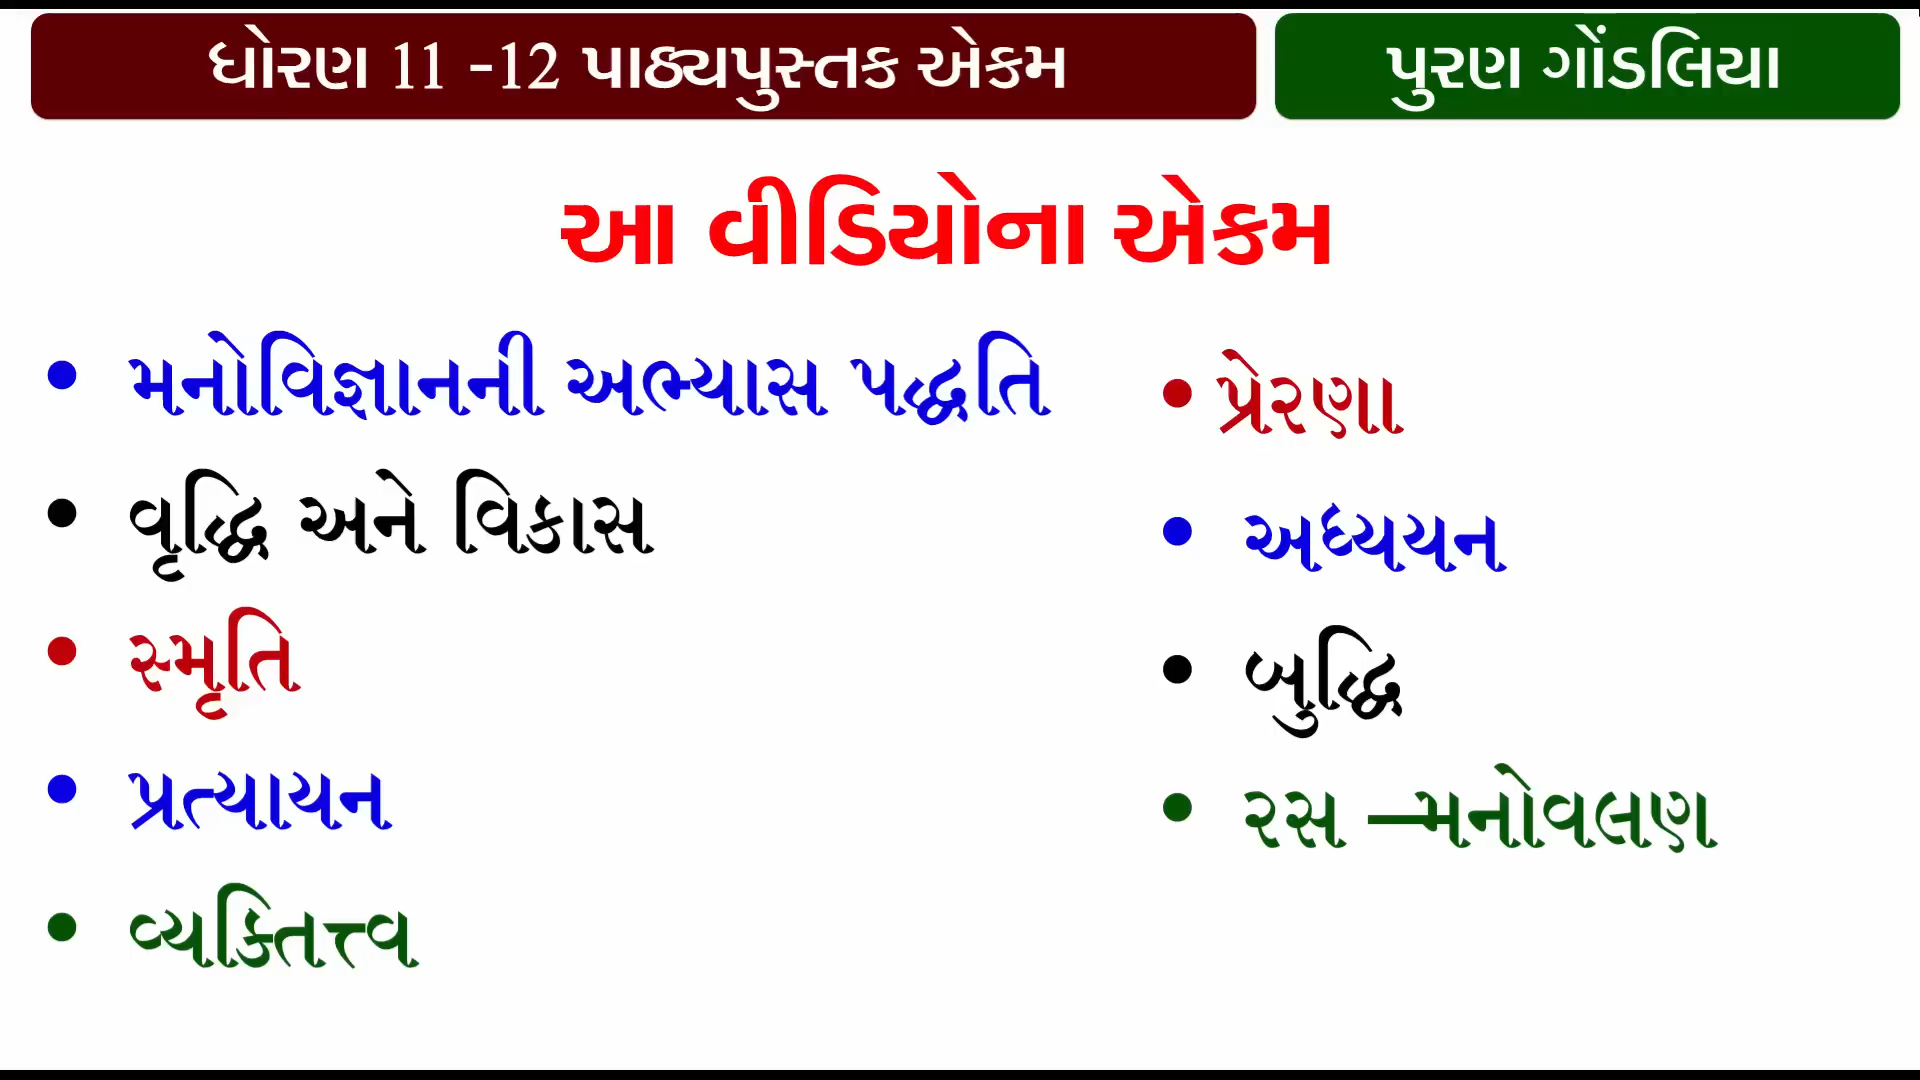 ધોરણ 11 -12 પાઠ્યપુસ્તક એકમ
પુરણ ગોંડલિયા
આ વીડિયોના એકમ
• મનોવિજ્ઞાનની અભ્યાસ પદ્ધતિ
• વૃદ્ધિ અને વિકાસ
• સ્મૃતિ
• પ્રત્યાયન
• વ્યક્તિત્ત્વ
• પ્રેરણા
• અધ્યયન
• બુદ્ધિ
• રસ –મનોવલણ